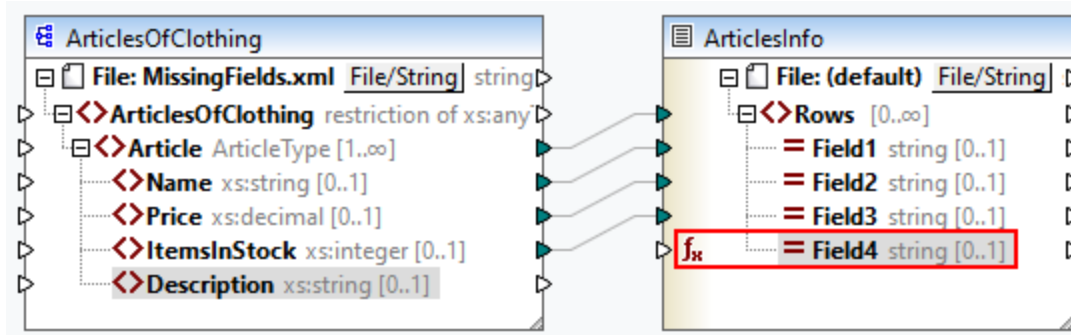 ArticlesOfClothing
File: MissingFields.xml File/String string
ArticlesOfClothing restriction of xs:any
Article ArticleType [1..∞]
Name xs:string [0..1]
Price xs:decimal [0..1]
ItemsInStock xs:integer [0..1]
Description xs:string [0..1]
ArticlesInfo
File: (default) File/String
Rows [0..∞]
= Field1 string [0..1]
= Field2 string [0..1]
= Field3 string [0..1]
fx = Field4 string [0..1]